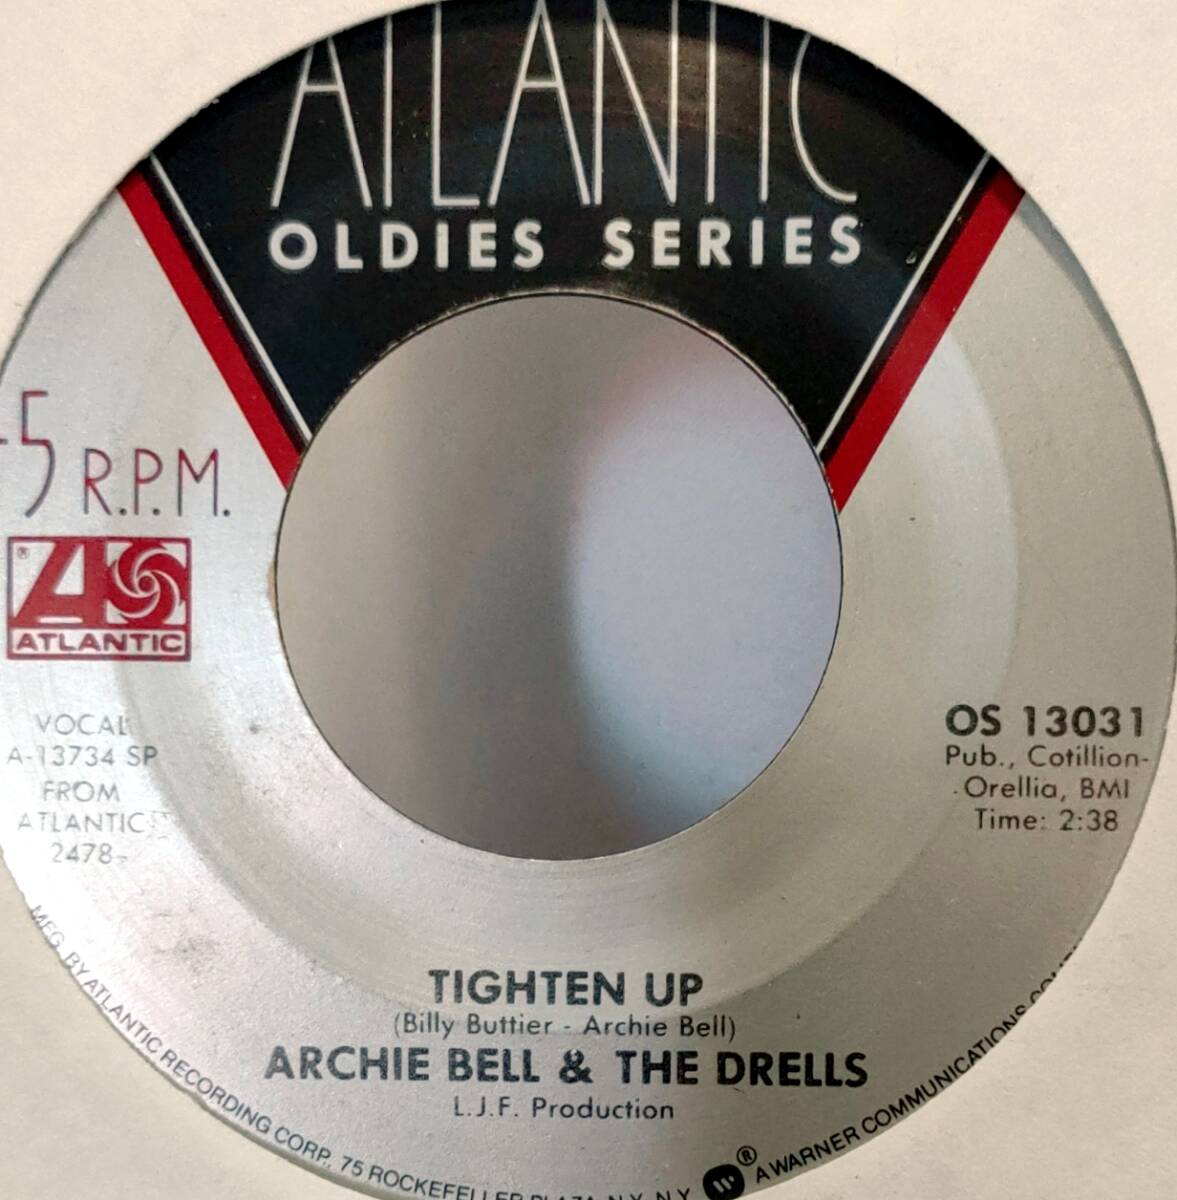 ATLANTIC
OLDIES SERIES
5 R.P.M.
®
ATLANTIC
VOCAL
A-13734 SP
FROM
ATLANTIC
2478
OS 13031
Pub., Cotillion-
Orellia, BMI
Time: 2:38
TIGHTEN UP
(Billy Buttier - Archie Bell)
ARCHIE BELL & THE DRELLS
L.J.F. Production
MFG. BY ATLANTIC RECORDING CORP., 75 ROCKEFELLER PLAZA, N.Y., N.Y. ® A WARNER COMMUNICATIONS